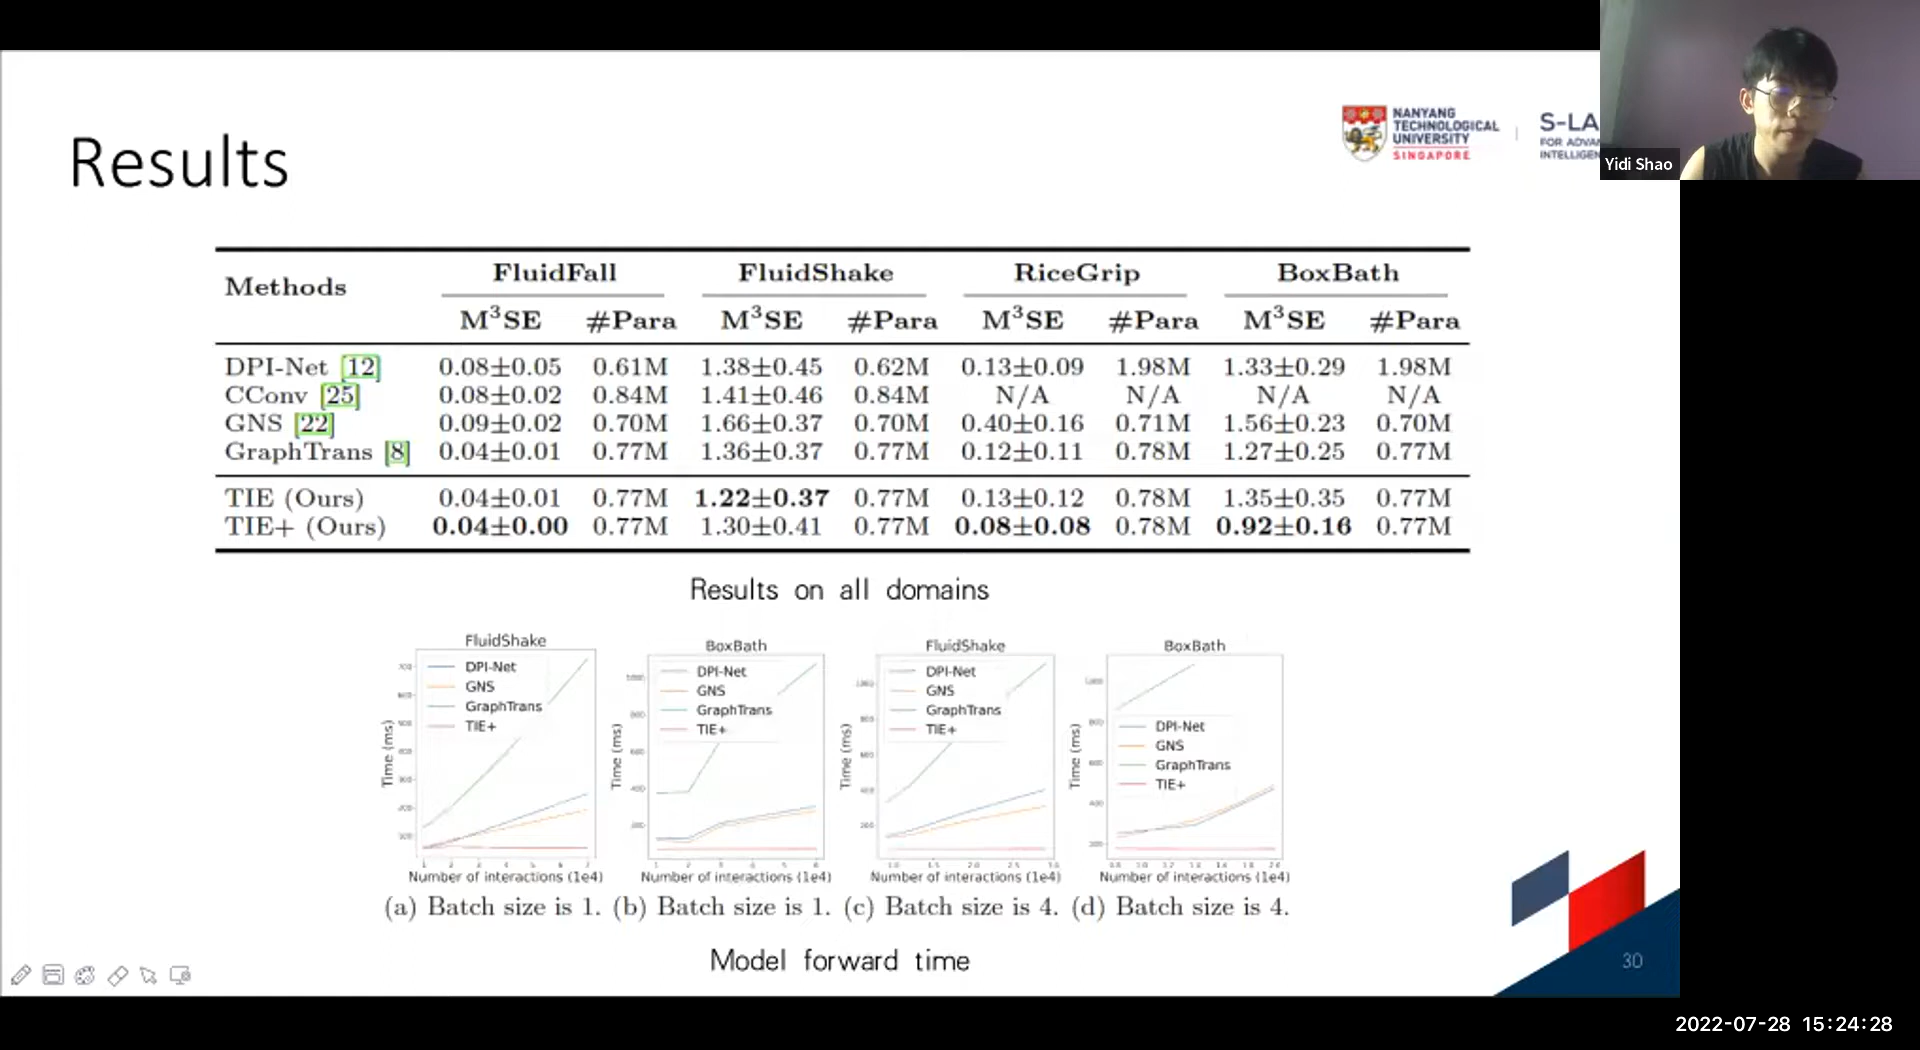 Results
NANYANG
TECHNOLOGICAL
UNIVERSITY
SINGAPORE
S-LA
FOR ADVAN
INTELLIGEN
Yidi Shao
Methods FluidFall FluidShake RiceGrip BoxBath
M³SE #Para M³SE #Para M³SE #Para M³SE #Para
DPI-Net [12] 0.08±0.05 0.61M 1.38±0.45 0.62M 0.13±0.09 1.98M 1.33±0.29 1.98M
CConv [25] 0.08±0.02 0.84M 1.41±0.46 0.84M N/A N/A N/A N/A
GNS [22] 0.09±0.02 0.70M 1.66±0.37 0.70M 0.40±0.16 0.71M 1.56±0.23 0.70M
GraphTrans [8] 0.04±0.01 0.77M 1.36±0.37 0.77M 0.12±0.11 0.78M 1.27±0.25 0.77M
TIE (Ours) 0.04±0.01 0.77M 1.22±0.37 0.77M 0.13±0.12 0.78M 1.35±0.35 0.77M
TIE+ (Ours) 0.04±0.00 0.77M 1.30±0.41 0.77M 0.08±0.08 0.78M 0.92±0.16 0.77M
Results on all domains
FluidShake
DPI-Net
GNS
GraphTrans
TIE+
Time (ms)
Number of interactions (1e4)
(a) Batch size is 1.
BoxBath
DPI-Net
GNS
GraphTrans
TIE+
Time (ms)
Number of interactions (1e4)
(b) Batch size is 1.
FluidShake
DPI-Net
GNS
GraphTrans
TIE+
Time (ms)
Number of interactions (1e4)
(c) Batch size is 4.
BoxBath
DPI-Net
GNS
GraphTrans
TIE+
Time (ms)
Number of interactions (1e4)
(d) Batch size is 4.
Model forward time
30
2022-07-28 15:24:28